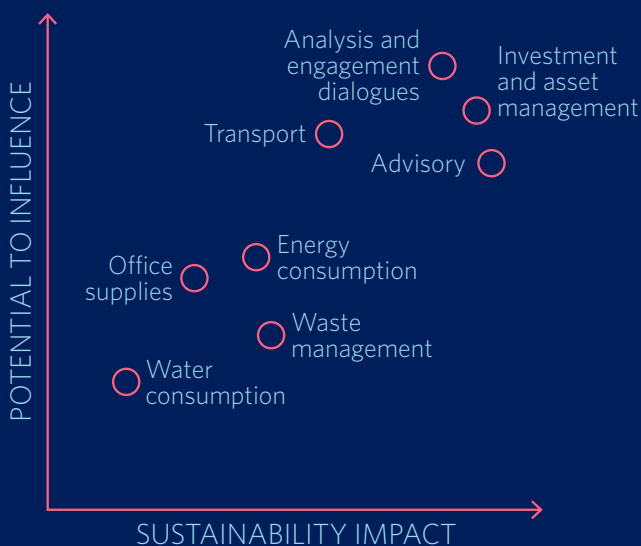 POTENTIAL TO INFLUENCE
Analysis and
engagement
dialogues
Investment
and asset
management
Transport
Advisory
Energy
consumption
Office
supplies
Waste
management
Water
consumption
SUSTAINABILITY IMPACT